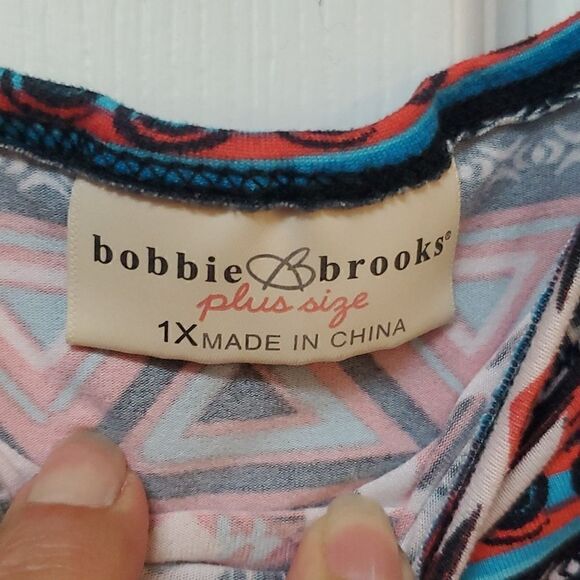 bobbie B brooks®
plus size
1X MADE IN CHINA